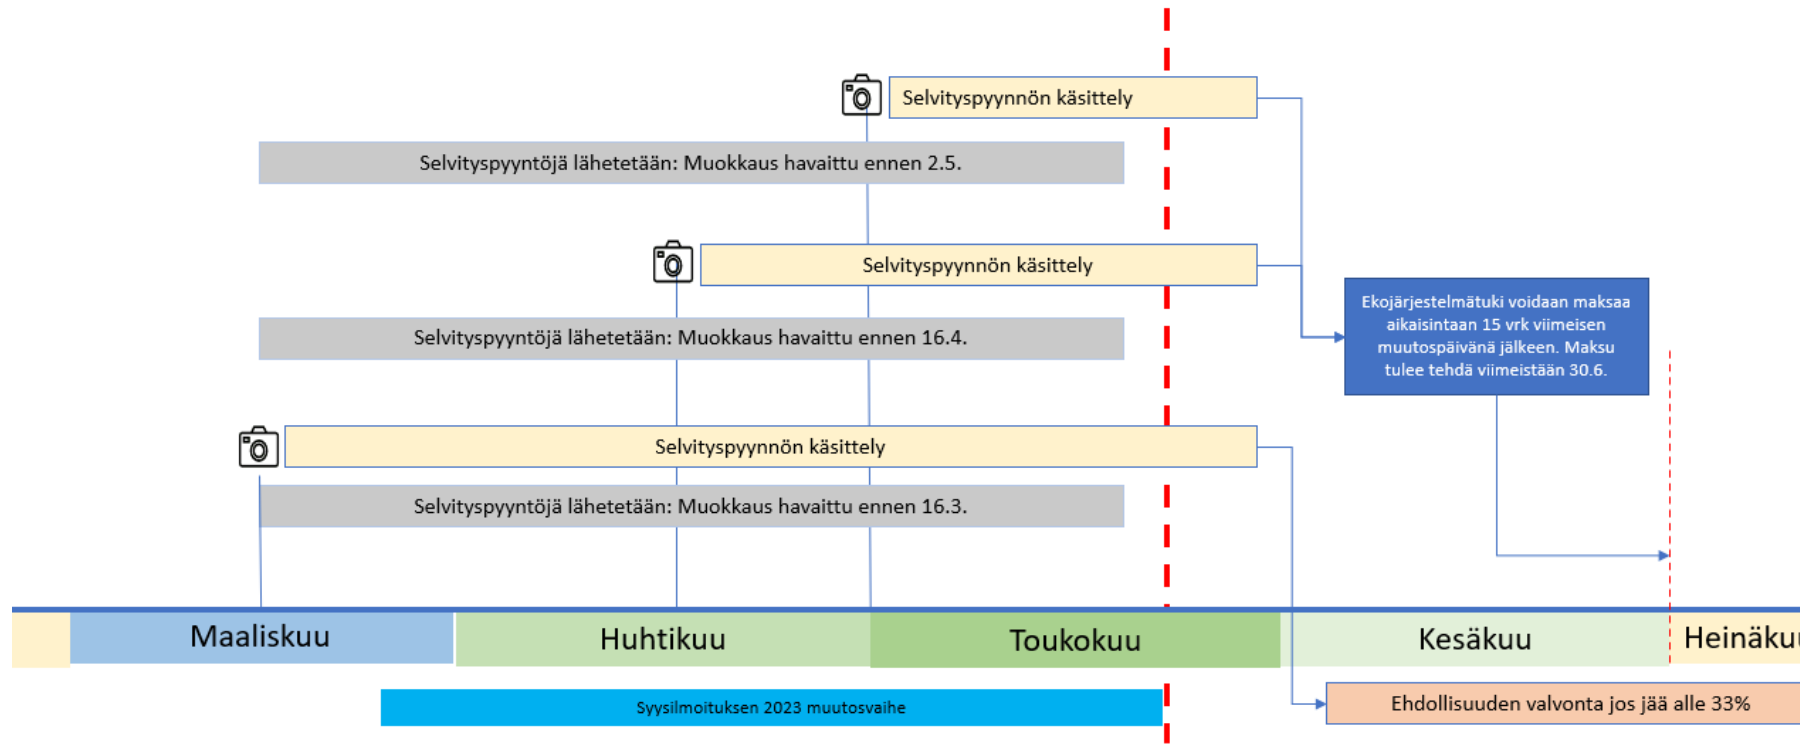 Selvityspyynnön käsittely
Selvityspyyntöjä lähetetään: Muokkaus havaittu ennen 2.5.
Selvityspyynnön käsittely
Ekojärjestelmätuki voidaan maksaa
aikaisintaan 15 vrk viimeisen
muutospäivänä jälkeen. Maksu
tulee tehdä viimeistään 30.6.
Selvityspyyntöjä lähetetään: Muokkaus havaittu ennen 16.4.
Selvityspyynnön käsittely
Selvityspyyntöjä lähetetään: Muokkaus havaittu ennen 16.3.
Maaliskuu
Huhtikuu
Toukokuu
Kesäkuu
Heinäkuu
Syysilmoituksen 2023 muutosvaihe
Ehdollisuuden valvonta jos jää alle 33%